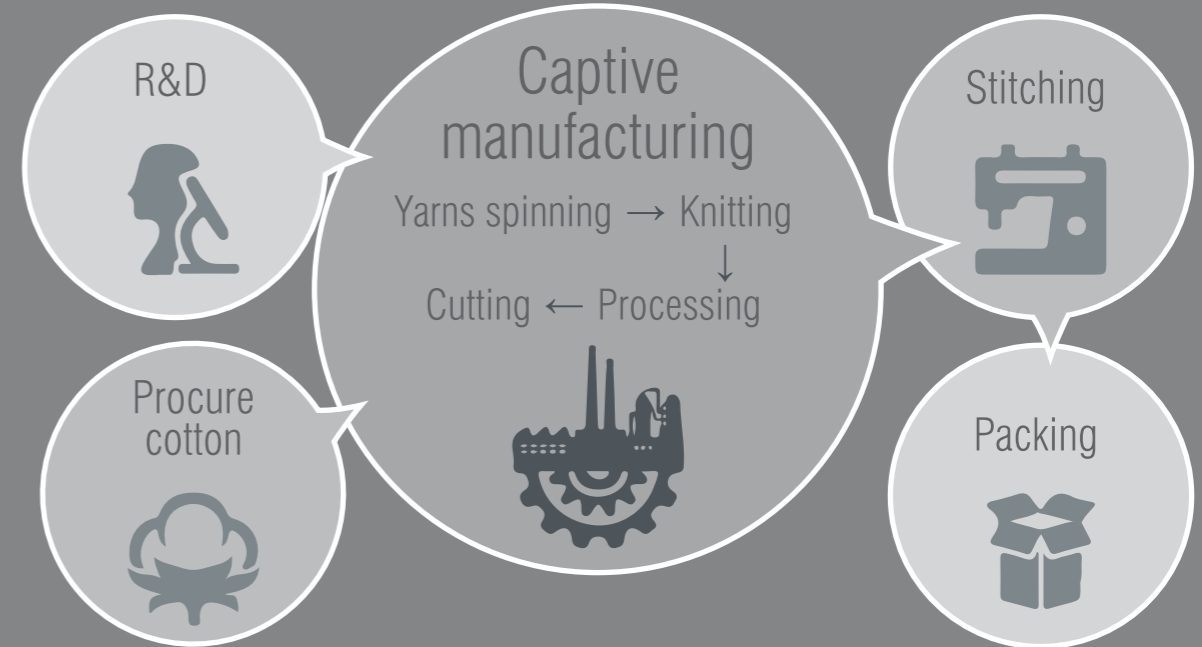 R&D
Captive
manufacturing
Yarns spinning → Knitting
↓
Cutting ← Processing
Stitching
Procure
cotton
Packing